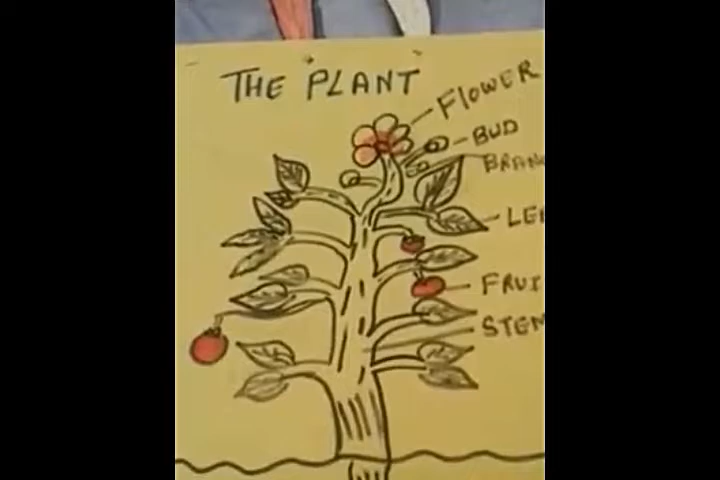 THE PLANT
FLOWER
BUD
BRAN
LE
FRUI
STEM